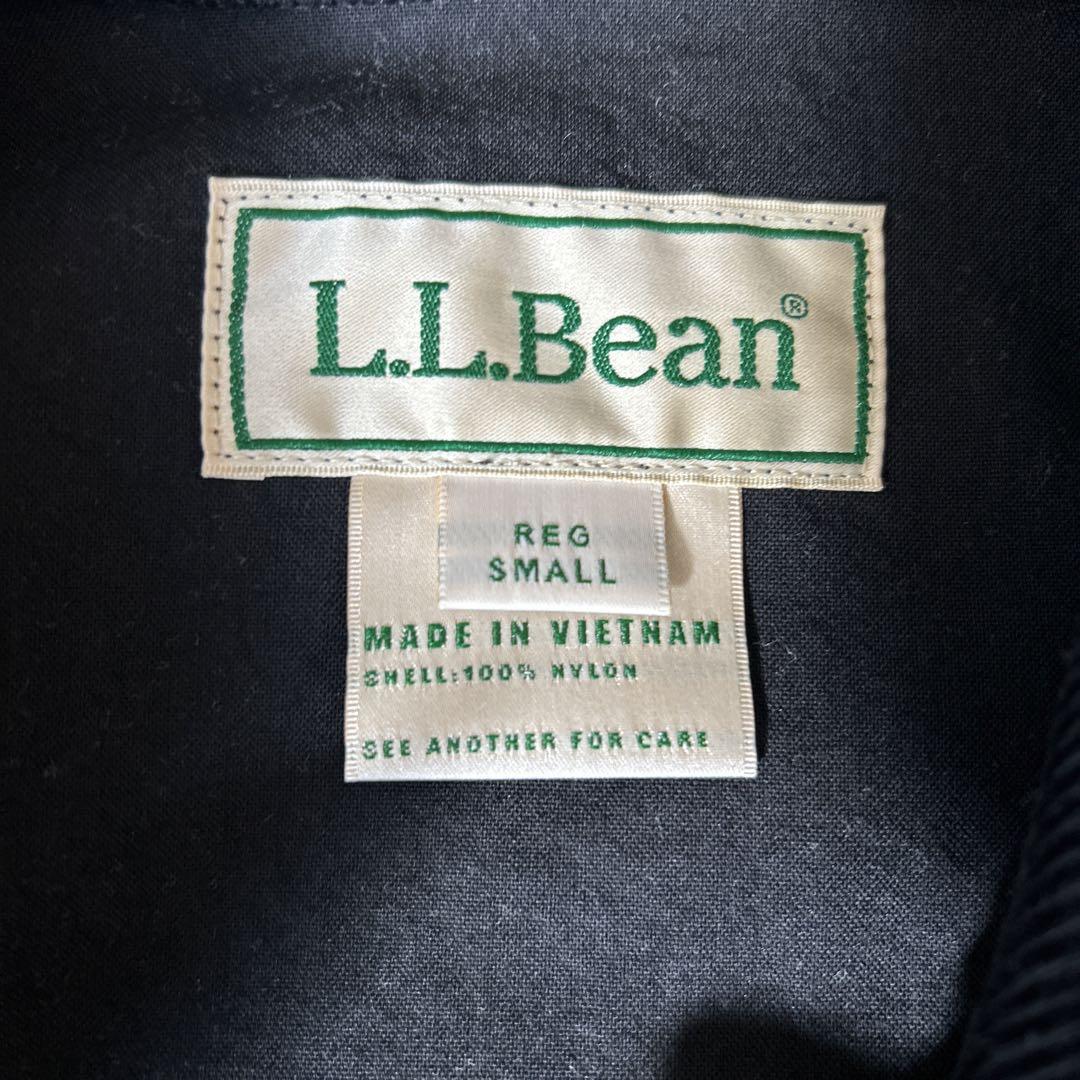 L.L.Bean®
REG
SMALL
MADE IN VIETNAM
SHELL:100% NYLON
SEE ANOTHER FOR CARE